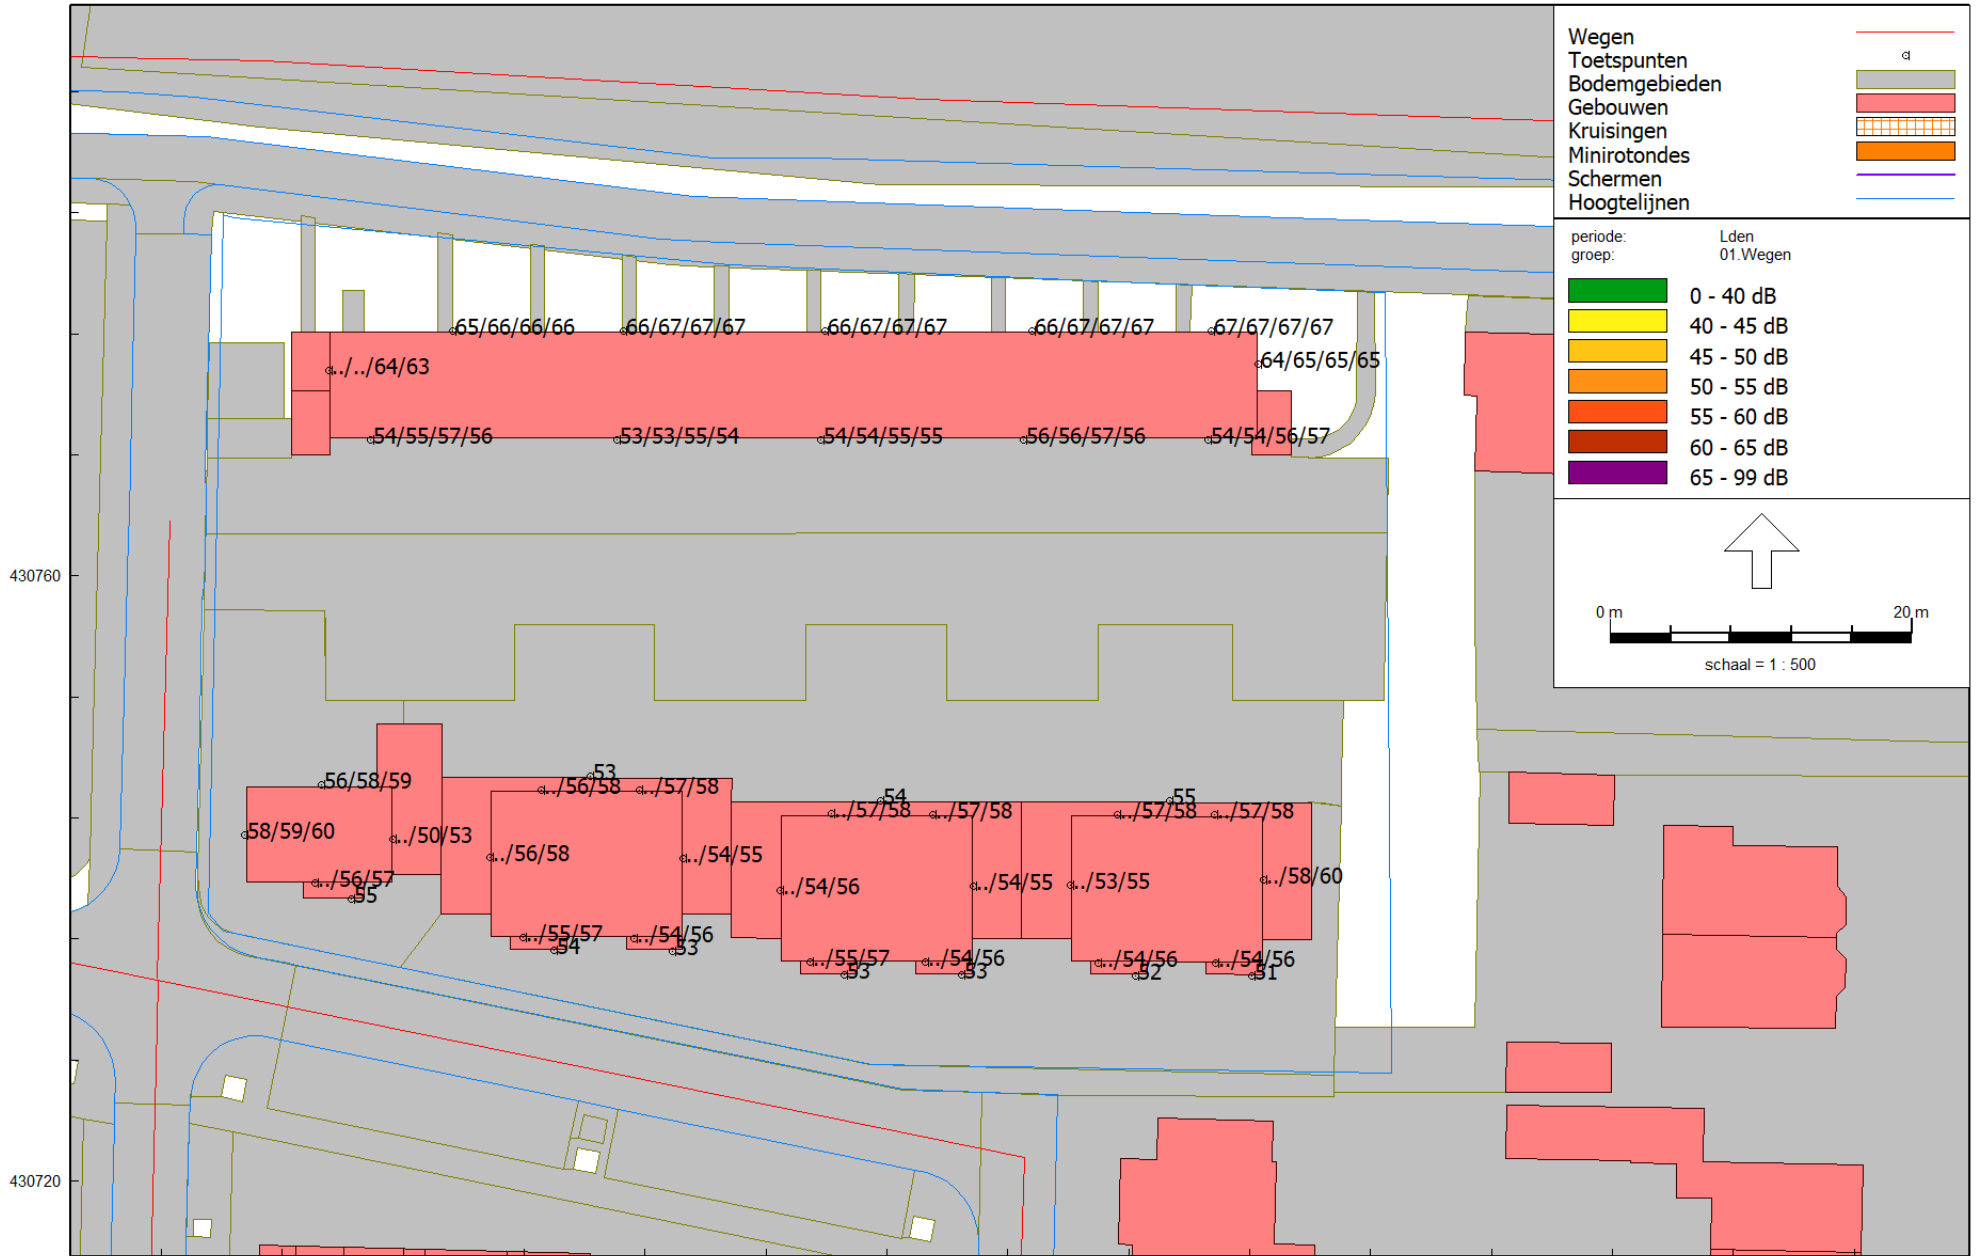 Wegen
Toetspunten
Bodemgebieden
Gebouwen
Kruisingen
Minirotondes
Schermen
Hoogtelijnen
periode: Lden
groep: 01.Wegen
0 - 40 dB
40 - 45 dB
45 - 50 dB
50 - 55 dB
55 - 60 dB
60 - 65 dB
65 - 99 dB
0 m 20 m
schaal = 1 : 500
65/66/66/66 66/67/67/67 66/67/67/67 66/67/67/67 67/67/67/67
../../64/63 64/65/65/65
54/55/57/56 53/53/55/54 54/54/55/55 56/56/57/56 54/54/56/57
430760
53
56/58/59 ../56/58 ../57/58
54 55
../57/58 ../57/58 ../57/58 ../57/58
58/59/60 ../50/53
../56/58 ../54/55
../54/56 ../54/55 ../53/55 ../58/60
../56/57
55
../55/57 ../54/56
54 53
../55/57 ../54/56 ../54/56 ../54/56
53 53 52 51
430720